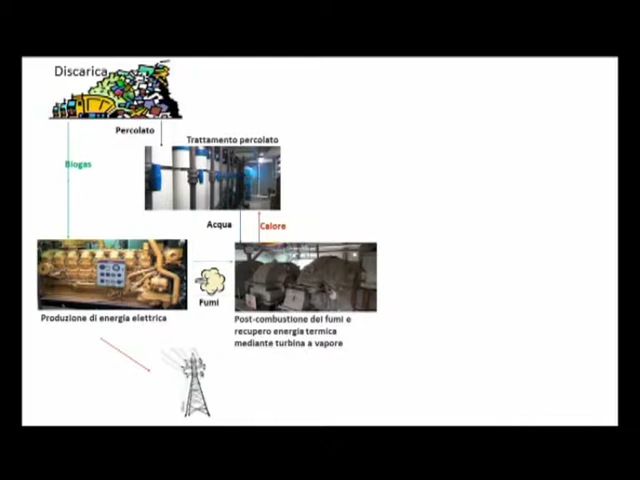 Discarica
Percolato
Trattamento percolato
Biogas
Acqua
Calore
Fumi
Produzione di energia elettrica
Post-combustione dei fumi e
recupero energia termica
mediante turbina a vapore